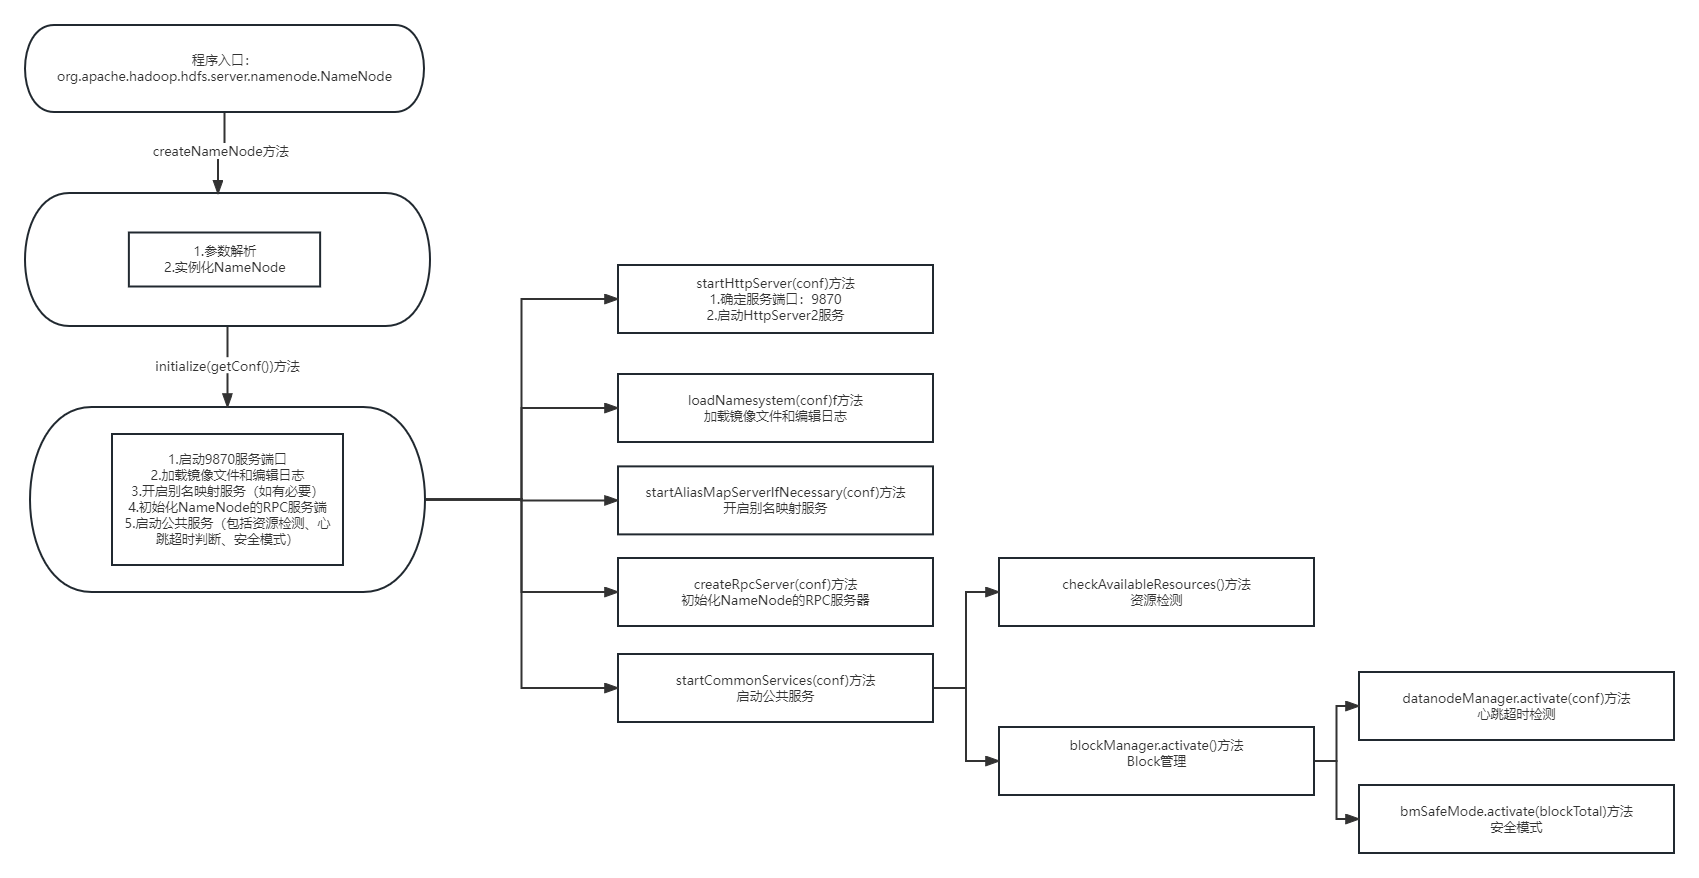 程序入口：
org.apache.hadoop.hdfs.server.namenode.NameNode
createNameNode方法
1.参数解析
2.实例化NameNode
initialize(getConf())方法
1.启动9870服务端口
2.加载镜像文件和编辑日志
3.开启别名映射服务（如有必要）
4.初始化NameNode的RPC服务端
5.启动公共服务（包括资源检测、心
跳超时判断、安全模式）
startHttpServer(conf)方法
1.确定服务端口：9870
2.启动HttpServer2服务
loadNamesystem(conf)f方法
加载镜像文件和编辑日志
startAliasMapServerIfNecessary(conf)方法
开启别名映射服务
createRpcServer(conf)方法
初始化NameNode的RPC服务器
startCommonServices(conf)方法
启动公共服务
checkAvailableResources()方法
资源检测
blockManager.activate()方法
Block管理
datanodeManager.activate(conf)方法
心跳超时检测
bmSafeMode.activate(blockTotal)方法
安全模式